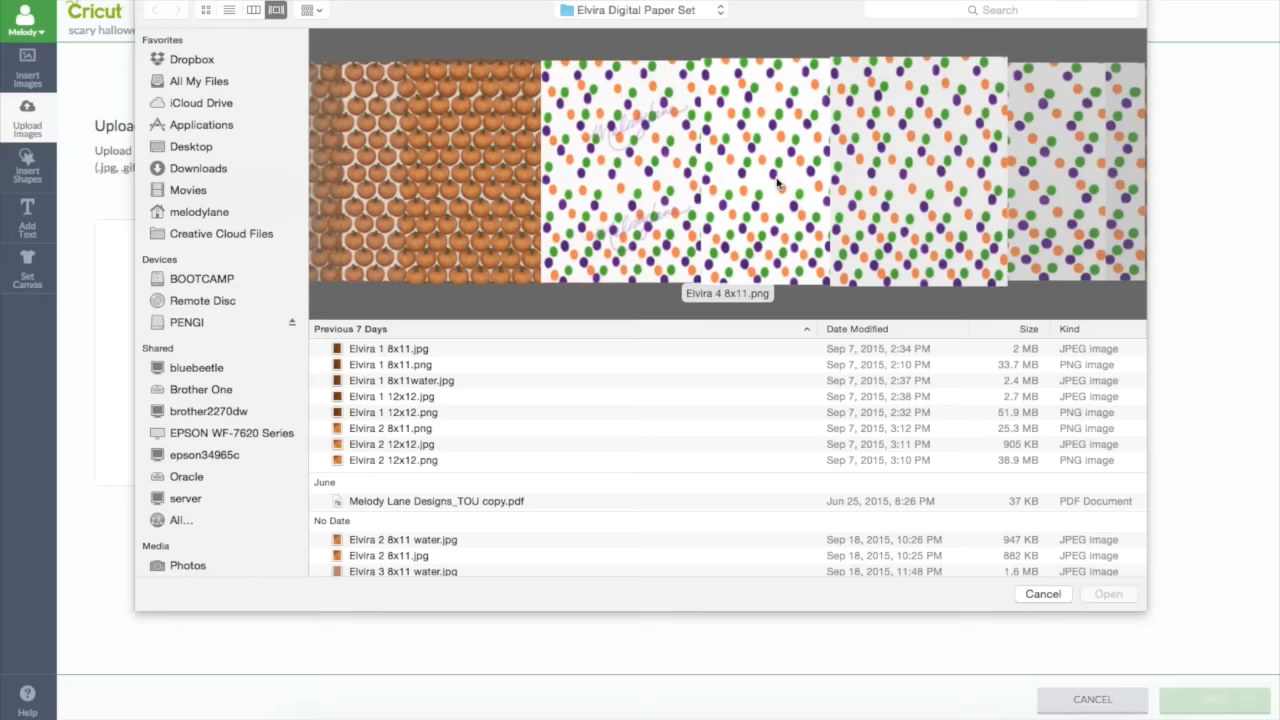 Elvira Digital Paper Set
Search
Melody
Cricut
scary hallow
Insert Images
Upload Images
Insert Shapes
Add Text
Set Canvas
Help
Uploa
Upload
(.jpg, .gif
Favorites
Dropbox
All My Files
iCloud Drive
Applications
Desktop
Downloads
Movies
melodylane
Creative Cloud Files
Devices
BOOTCAMP
Remote Disc
PENGI
Shared
bluebeetle
Brother One
brother2270dw
EPSON WF-7620 Series
epson34965c
Oracle
server
All...
Media
Photos
Elvira 4 8x11.png
Previous 7 Days Date Modified Size Kind
Elvira 1 8x11.jpg Sep 7, 2015, 2:34 PM 2 MB JPEG image
Elvira 1 8x11.png Sep 7, 2015, 2:10 PM 33.7 MB PNG image
Elvira 1 8x11water.jpg Sep 7, 2015, 2:37 PM 2.4 MB JPEG image
Elvira 1 12x12.jpg Sep 7, 2015, 2:38 PM 2.7 MB JPEG image
Elvira 1 12x12.png Sep 7, 2015, 2:32 PM 51.9 MB PNG image
Elvira 2 8x11.png Sep 7, 2015, 3:12 PM 25.3 MB PNG image
Elvira 2 12x12.jpg Sep 7, 2015, 3:11 PM 905 KB JPEG image
Elvira 2 12x12.png Sep 7, 2015, 3:10 PM 38.9 MB PNG image
June
Melody Lane Designs_TOU copy.pdf Jun 25, 2015, 8:26 PM 37 KB PDF Document
No Date
Elvira 2 8x11 water.jpg Sep 18, 2015, 10:26 PM 947 KB JPEG image
Elvira 2 8x11.jpg Sep 18, 2015, 10:25 PM 882 KB JPEG image
Elvira 3 8x11 water.jpg Sep 18, 2015, 11:48 PM 1.6 MB JPEG image
Cancel
Open
CANCEL